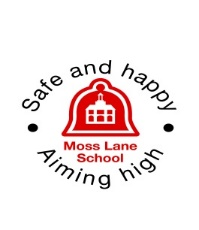 Safe and happy
Moss Lane
School
Aiming high